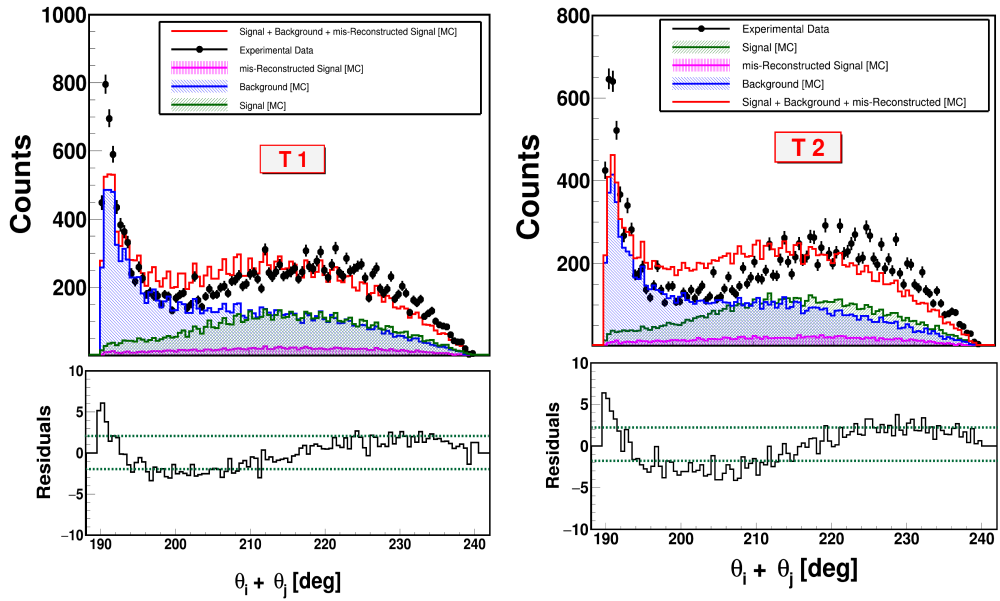 1000
800
600
400
200
Counts
Signal + Background + mis-Reconstructed Signal [MC]
Experimental Data
mis-Reconstructed Signal [MC]
Background [MC]
Signal [MC]
T 1
10
5
0
−5
−10
Residuals
190 200 210 220 230 240
θi + θj [deg]
800
600
400
200
Counts
Experimental Data
Signal [MC]
mis-Reconstructed Signal [MC]
Background [MC]
Signal + Background + mis-Reconstructed [MC]
T 2
10
5
0
−5
−10
Residuals
190 200 210 220 230 240
θi + θj [deg]